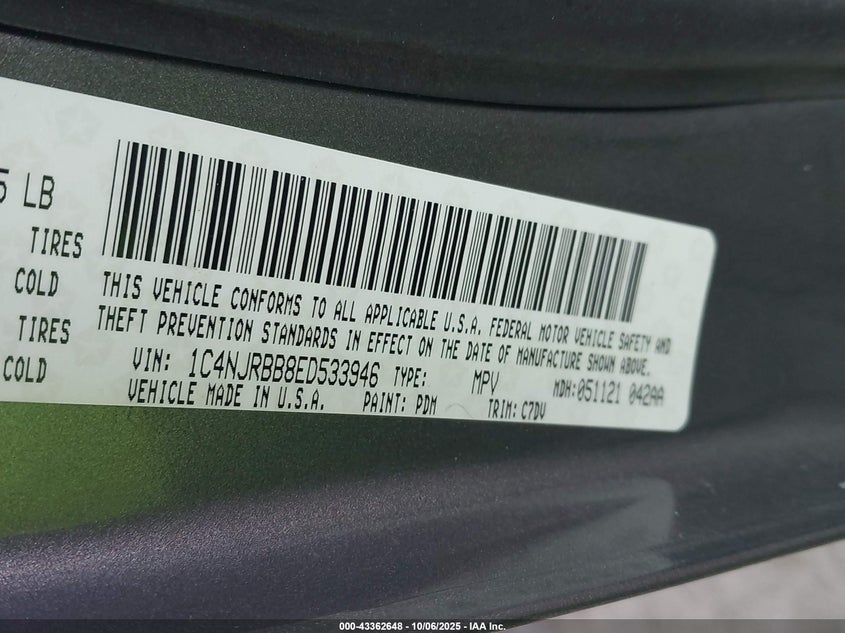 5 LB
TIRES
COLD
TIRES
COLD
THIS VEHICLE CONFORMS TO ALL APPLICABLE U.S.A. FEDERAL MOTOR VEHICLE SAFETY AND
THEFT PREVENTION STANDARDS IN EFFECT ON THE DATE OF MANUFACTURE SHOWN ABOVE.
VIN: 1C4NJRBB8ED533946 TYPE: MPV MDH:051121 042AA
VEHICLE MADE IN U.S.A. PAINT: PDM TRIM: C7DV
000-43362648 - 10/06/2025 - IAA Inc.